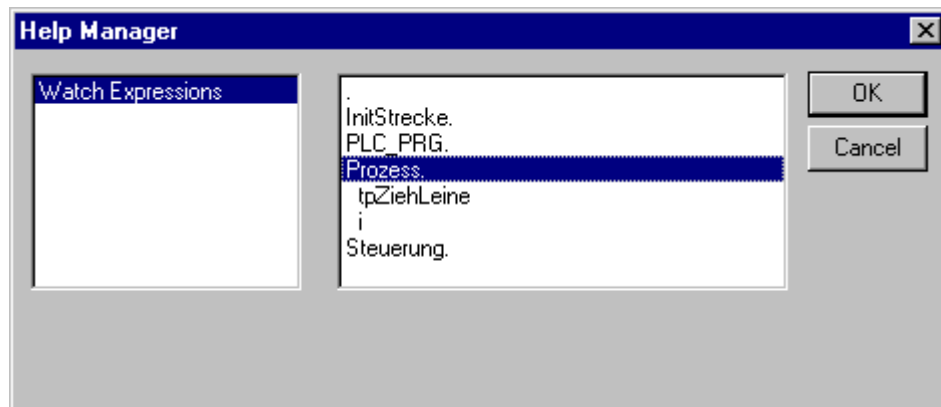 Help Manager
Watch Expressions
.
InitStrecke.
PLC_PRG.
Prozess.
tpZiehLeine
i
Steuerung.
OK
Cancel